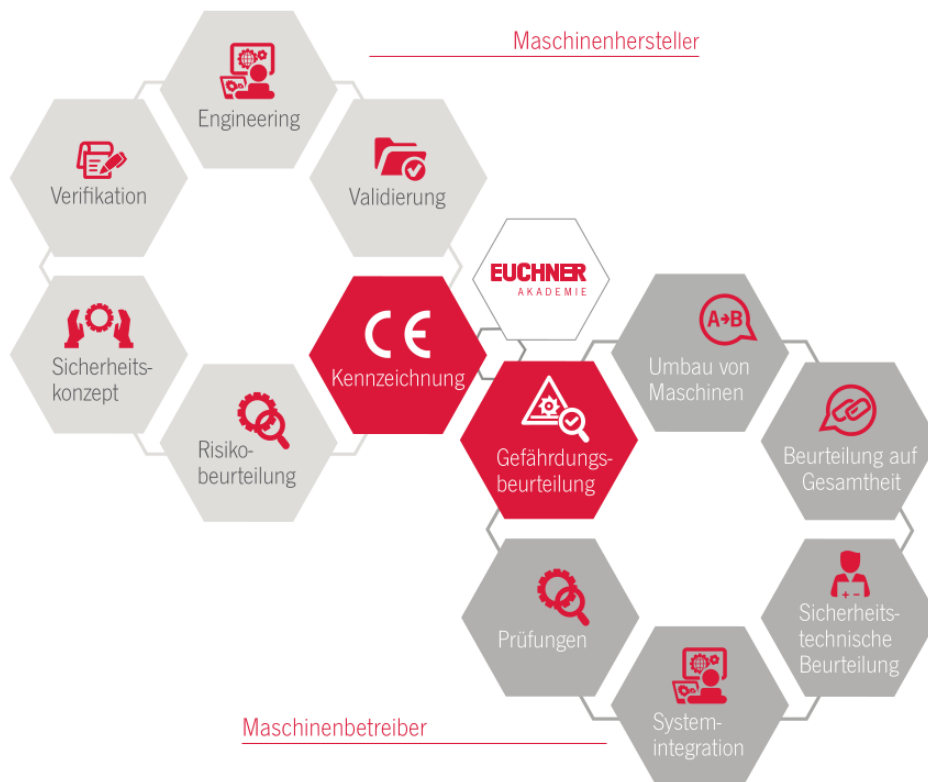 Maschinenhersteller
Engineering
Verifikation
Validierung
EUCHNER
AKADEMIE
Sicherheits-
konzept
CE
Kennzeichnung
Risiko-
beurteilung
A→B
Umbau von
Maschinen
Gefährdungs-
beurteilung
Beurteilung auf
Gesamtheit
Prüfungen
Sicherheits-
technische
Beurteilung
System-
integration
Maschinenbetreiber